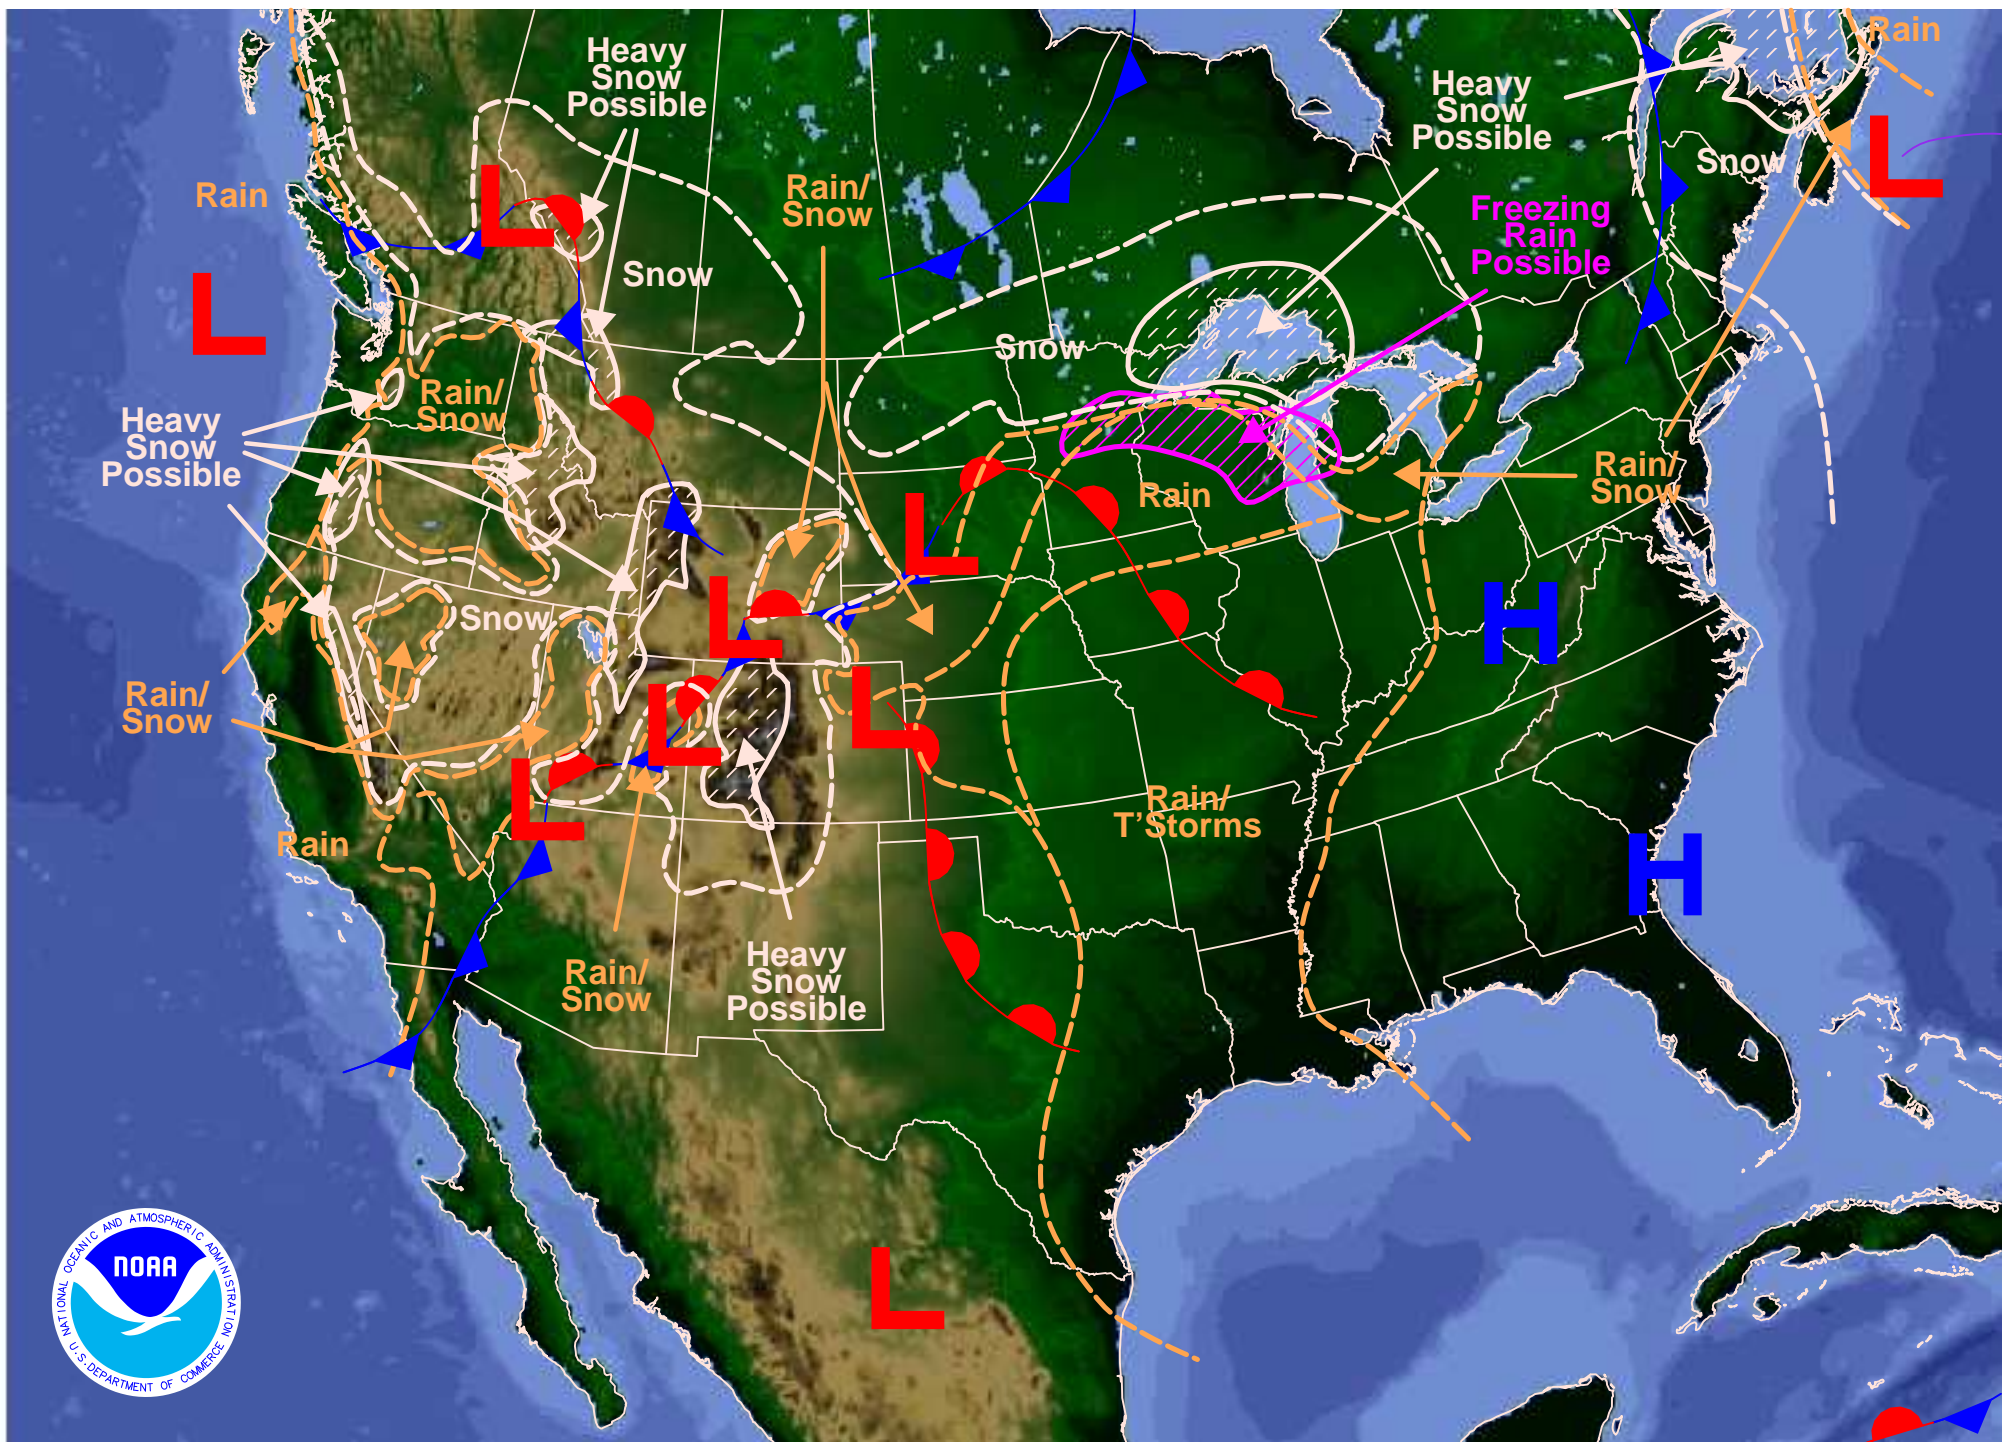 Rain
Heavy
Snow
Possible
Heavy
Snow
Possible
Snow
L
L
Rain
Rain/
Snow
Freezing
Rain
Possible
Snow
L
Snow
Rain/
Snow
Heavy
Snow
Possible
Rain
Rain/
Snow
L
L
H
Snow
Rain/
Snow
L
L
L
Rain/
T'Storms
Rain
H
Heavy
Snow
Possible
Rain/
Snow
L
NATIONAL OCEANIC AND ATMOSPHERIC ADMINISTRATION
NOAA
U.S. DEPARTMENT OF COMMERCE